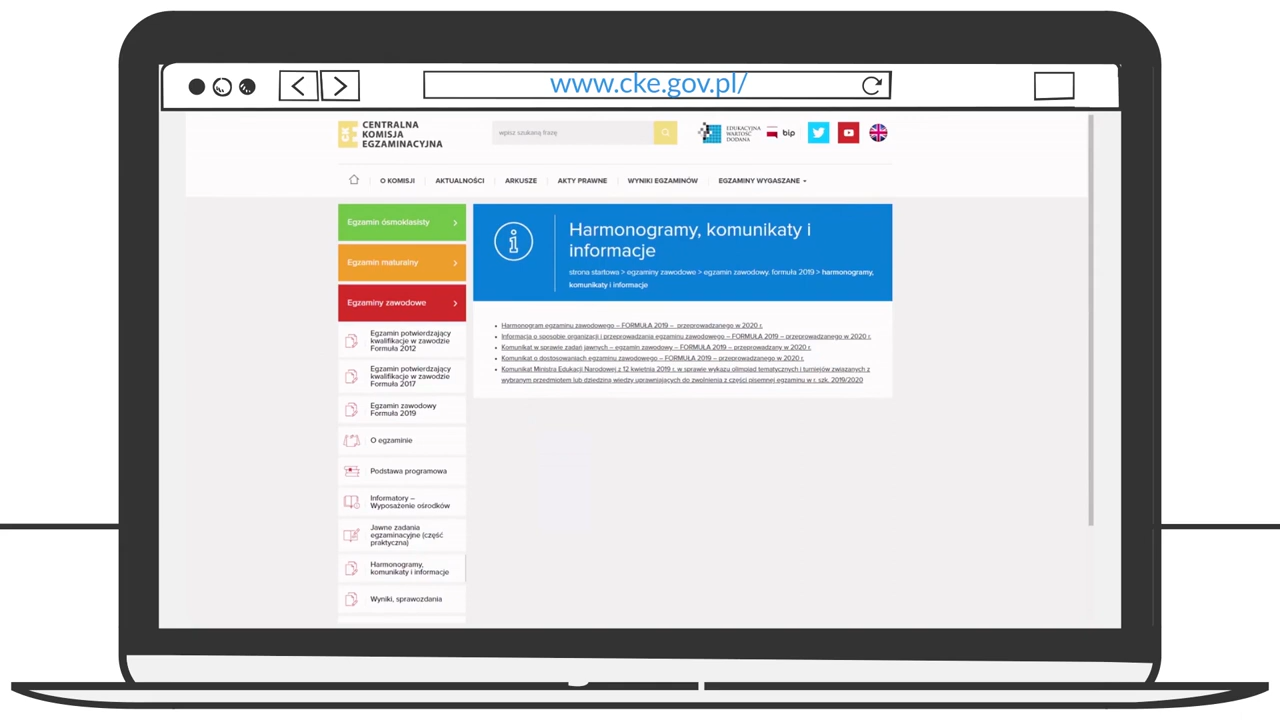 www.cke.gov.pl/
CENTRALNA
KOMISJA
EGZAMINACYJNA
CKE
wpisz szukaną frazę
EDUKACYJNA
WARTOŚĆ
DODANA
bip
O KOMISJI
AKTUALNOŚCI
ARKUSZE
AKTY PRAWNE
WYNIKI EGZAMINÓW
EGZAMINY WYGASZANE
Egzamin ósmoklasisty
Egzamin maturalny
Egzaminy zawodowe
Egzamin potwierdzający
kwalifikacje w zawodzie
Formuła 2012
Egzamin potwierdzający
kwalifikacje w zawodzie
Formuła 2017
Egzamin zawodowy
Formuła 2019
O egzaminie
Podstawa programowa
Informatory –
Wyposażenie ośrodków
Jawne zadania
egzaminacyjne (część
praktyczna)
Harmonogramy,
komunikaty i informacje
Wyniki, sprawozdania
Harmonogramy, komunikaty i
informacje
strona startowa > egzaminy zawodowe > egzamin zawodowy. formuła 2019 > harmonogramy,
komunikaty i informacje
Harmonogram egzaminu zawodowego – FORMUŁA 2019 – przeprowadzanego w 2020 r.
Informacja o sposobie organizacji i przeprowadzania egzaminu zawodowego – FORMUŁA 2019 – przeprowadzanego w 2020 r.
Komunikat w sprawie zadań jawnych – egzamin zawodowy – FORMUŁA 2019 – przeprowadzany w 2020 r.
Komunikat o dostosowaniach egzaminu zawodowego – FORMUŁA 2019 – przeprowadzanego w 2020 r.
Komunikat Ministra Edukacji Narodowej z 12 kwietnia 2019 r. w sprawie wykazu olimpiad tematycznych i turniejów związanych z
wybranym przedmiotem lub dziedziną wiedzy uprawniających do zwolnienia z części pisemnej egzaminu w r. szk. 2019/2020